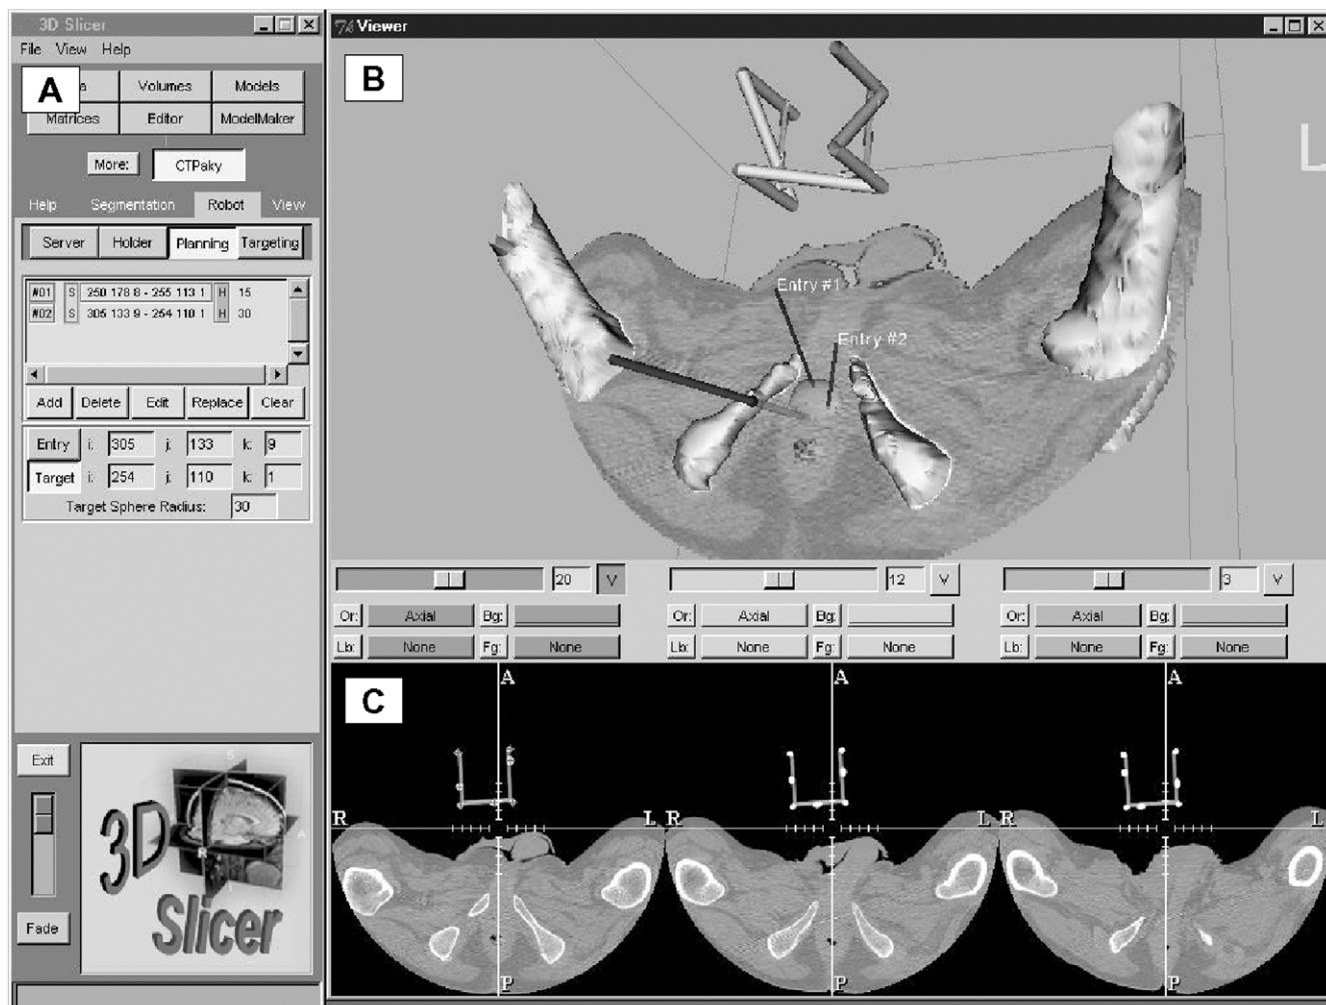 3D Slicer
File View Help
A
a Volumes Models
Matrices Editor ModelMaker
More: CTPaky
Help Segmentation Robot View
Server Holder Planning Targeting
#01 S 250 178 8 - 255 113 1 H 15
#02 S 305 133 9 - 254 110 1 H 30
Add Delete Edit Replace Clear
Entry i: 305 j: 133 k: 9
Target i: 254 j: 110 k: 1
Target Sphere Radius: 30
Exit
Fade
S
A
R
3D
Slicer
Viewer
B
L
Entry #1
Entry #2
20 V 12 V 3 V
Or: Axial Bg: Or: Axial Bg: Or: Axial Bg:
Lb: None Fg: None Lb: None Fg: None Lb: None Fg: None
C
A A A
R L R L R L
P P P